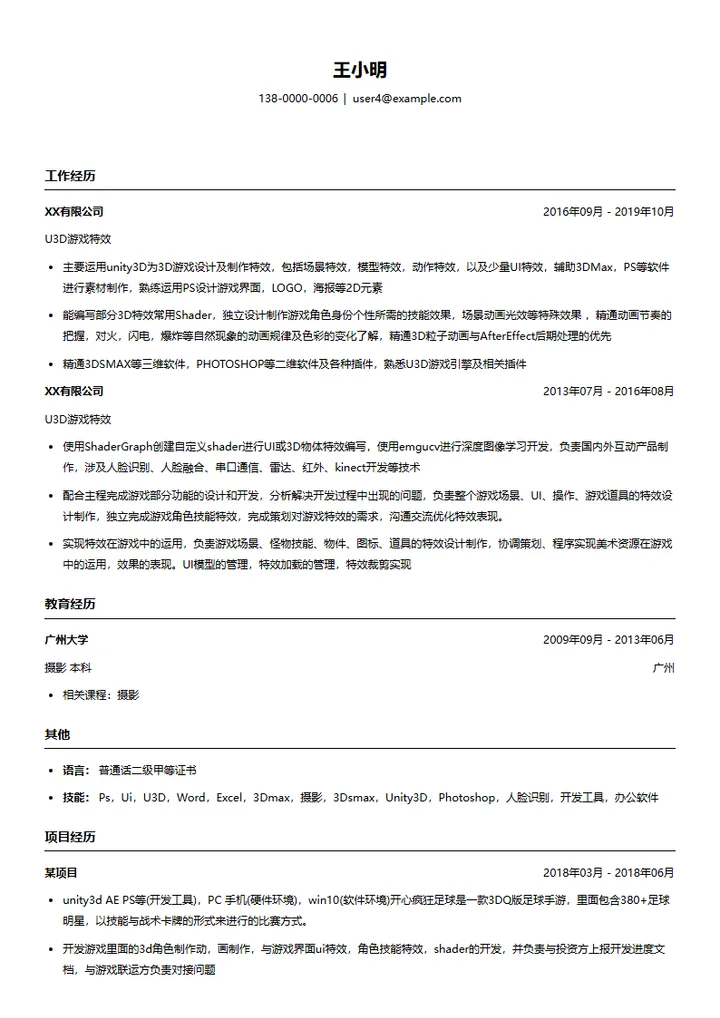 王小明
138-0000-0006 | user4@example.com
工作经历
XX有限公司 2016年09月 - 2019年10月
U3D游戏特效
• 主要运用unity3D为3D游戏设计及制作特效，包括场景特效，模型特效，动作特效，以及少量UI特效，辅助3DMax，PS等软件
进行素材制作，熟练运用PS设计游戏界面，LOGO，海报等2D元素
• 能编写部分3D特效常用Shader，独立设计制作游戏角色身份个性所需的技能效果，场景动画光效等特殊效果 ，精通动画节奏的
把握，对火，闪电，爆炸等自然现象的动画规律及色彩的变化了解，精通3D粒子动画与AfterEffect后期处理的优先
• 精通3DSMAX等三维软件，PHOTOSHOP等二维软件及各种插件，熟悉U3D游戏引擎及相关插件
XX有限公司 2013年07月 - 2016年08月
U3D游戏特效
• 使用ShaderGraph创建自定义shader进行UI或3D物体特效编写，使用emgucv进行深度图像学习开发，负责国内外互动产品制
作，涉及人脸识别、人脸融合、串口通信、雷达、红外、kinect开发等技术
• 配合主程完成游戏部分功能的设计和开发，分析解决开发过程中出现的问题，负责整个游戏场景、UI、操作、游戏道具的特效设
计制作，独立完成游戏角色技能特效，完成策划对游戏特效的需求，沟通交流优化特效表现。
• 实现特效在游戏中的运用，负责游戏场景、怪物技能、物件、图标、道具的特效设计制作，协调策划、程序实现美术资源在游戏
中的运用，效果的表现。UI模型的管理，特效加载的管理，特效裁剪实现
教育经历
广州大学 2009年09月 - 2013年06月
摄影 本科 广州
• 相关课程：摄影
其他
• 语言： 普通话二级甲等证书
• 技能： Ps，Ui，U3D，Word，Excel，3Dmax，摄影，3Dsmax，Unity3D，Photoshop，人脸识别，开发工具，办公软件
项目经历
某项目 2018年03月 - 2018年06月
• unity3d AE PS等(开发工具)，PC 手机(硬件环境)，win10(软件环境)开心疯狂足球是一款3DQ版足球手游，里面包含380+足球
明星，以技能与战术卡牌的形式来进行的比赛方式。
• 开发游戏里面的3d角色制作动，画制作，与游戏界面ui特效，角色技能特效，shader的开发，并负责与投资方上报开发进度文
档，与游戏联运方负责对接问题